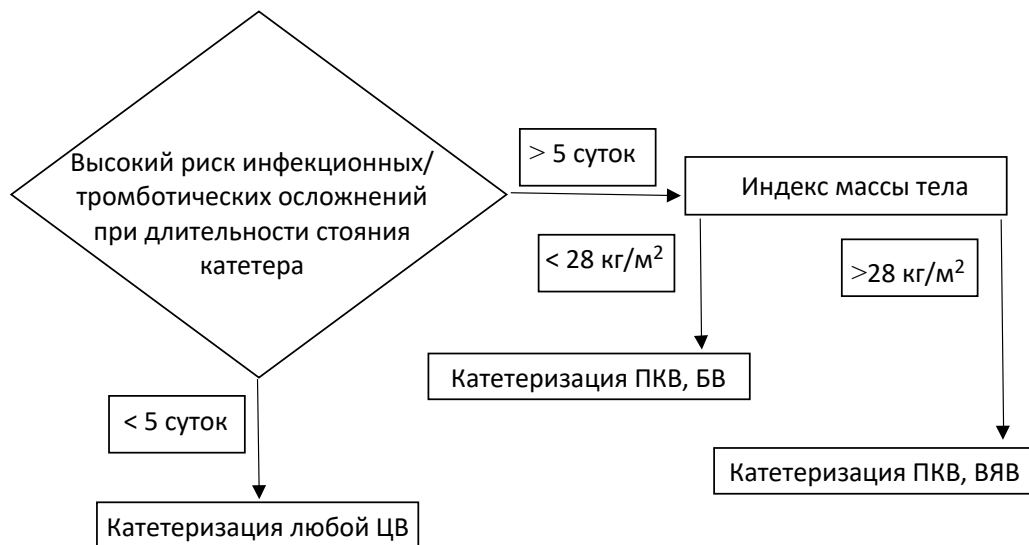 Высокий риск инфекционных/
тромботических осложнений
при длительности стояния
катетера
> 5 суток
Индекс массы тела
< 28 кг/м²
>28 кг/м²
Катетеризация ПКВ, БВ
< 5 суток
Катетеризация ПКВ, ВЯВ
Катетеризация любой ЦВ